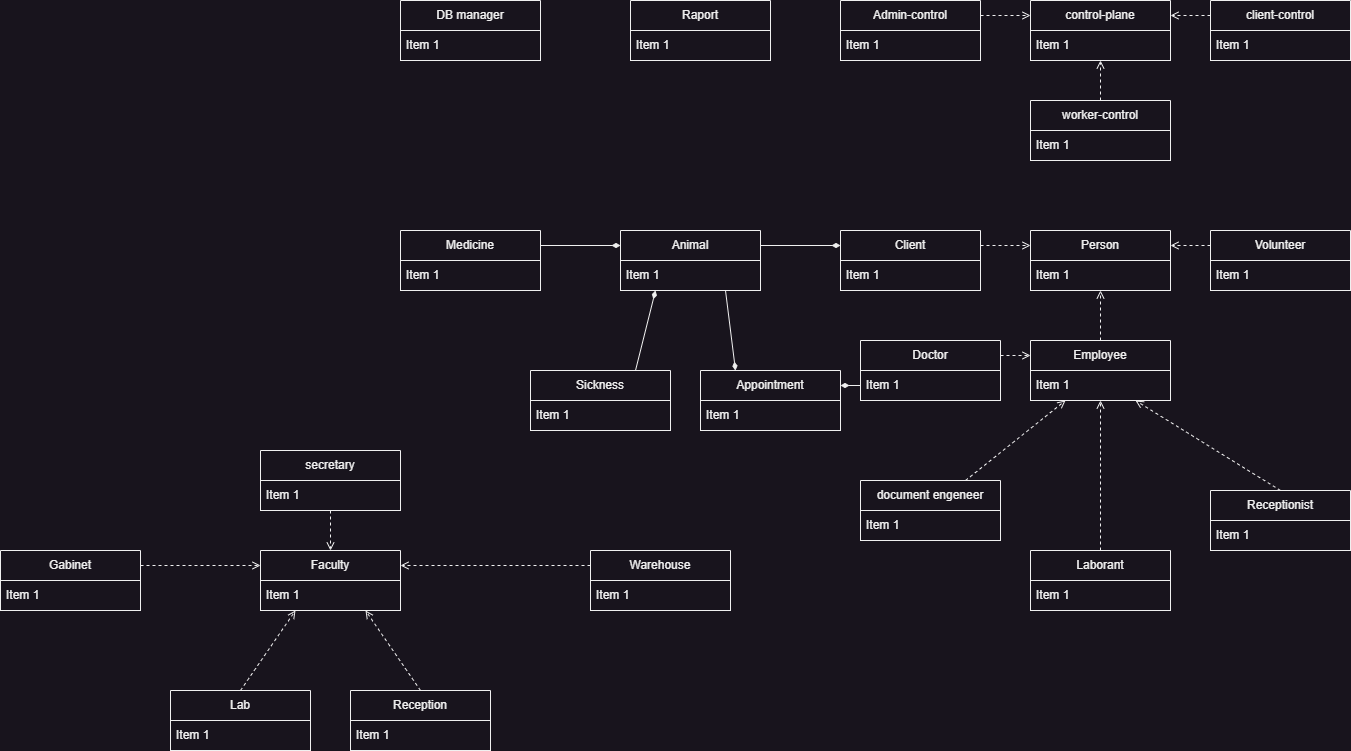 DB manager
Item 1
Raport
Item 1
Admin-control
Item 1
control-plane
Item 1
client-control
Item 1
worker-control
Item 1
Medicine
Item 1
Animal
Item 1
Client
Item 1
Person
Item 1
Volunteer
Item 1
Doctor
Item 1
Employee
Item 1
Sickness
Item 1
Appointment
Item 1
secretary
Item 1
document engeneer
Item 1
Receptionist
Item 1
Gabinet
Item 1
Faculty
Item 1
Warehouse
Item 1
Laborant
Item 1
Lab
Item 1
Reception
Item 1